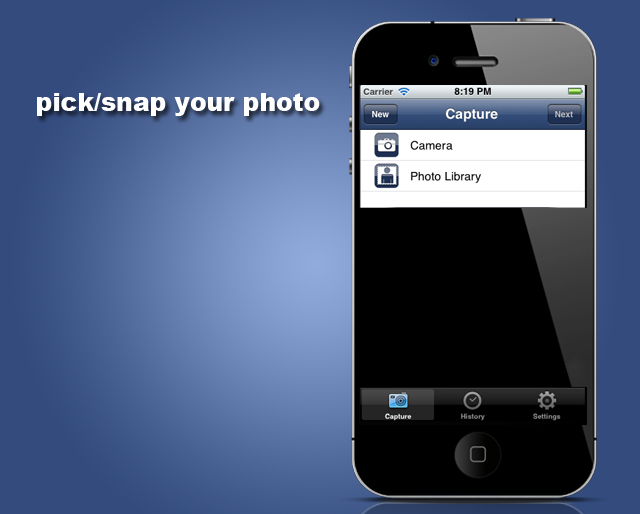 pick/snap your photo
Carrier 8:19 PM
New Capture Next
Camera
Photo Library
Capture History Settings